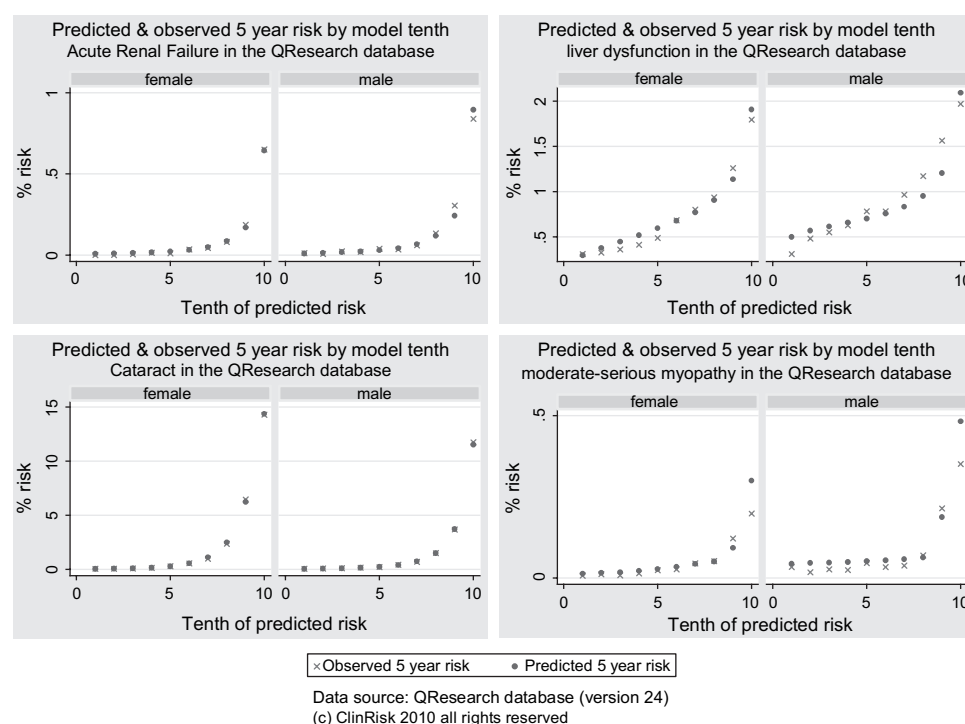 Predicted & observed 5 year risk by model tenth
Acute Renal Failure in the QResearch database
female
male
1
.5
0
% risk
0
5
10
0
5
10
Tenth of predicted risk
Predicted & observed 5 year risk by model tenth
liver dysfunction in the QResearch database
female
male
2
1.5
1
.5
% risk
0
5
10
0
5
10
Tenth of predicted risk
Predicted & observed 5 year risk by model tenth
Cataract in the QResearch database
female
male
15
10
5
0
% risk
0
5
10
0
5
10
Tenth of predicted risk
Predicted & observed 5 year risk by model tenth
moderate-serious myopathy in the QResearch database
female
male
.5
0
% risk
0
5
10
0
5
10
Tenth of predicted risk
×Observed 5 year risk ● Predicted 5 year risk
Data source: QResearch database (version 24)
(c) ClinRisk 2010 all rights reserved